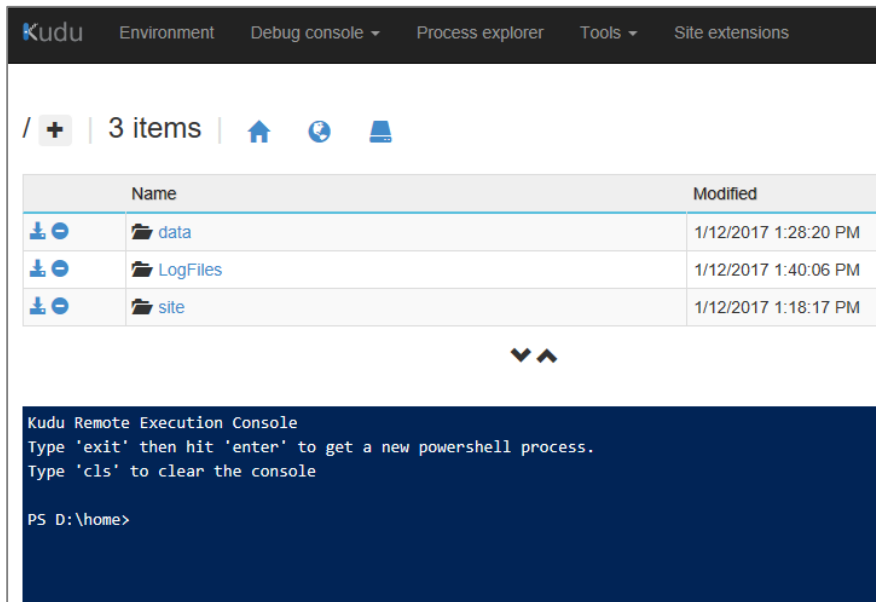 Kudu Environment Debug console Process explorer Tools Site extensions
/ + | 3 items |
Name Modified
data 1/12/2017 1:28:20 PM
LogFiles 1/12/2017 1:40:06 PM
site 1/12/2017 1:18:17 PM
Kudu Remote Execution Console
Type 'exit' then hit 'enter' to get a new powershell process.
Type 'cls' to clear the console
PS D:\home>